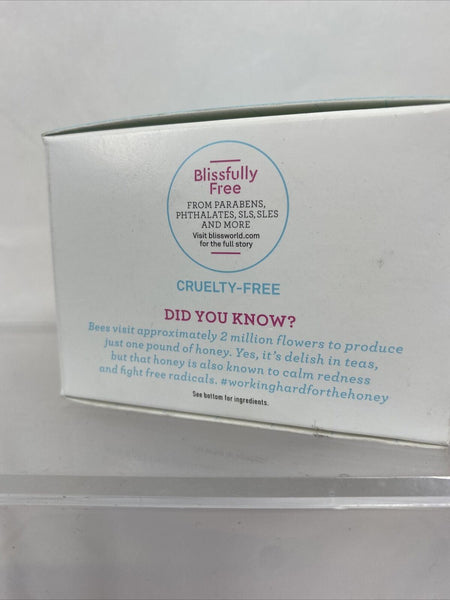 Blissfully
Free
FROM PARABENS,
PHTHALATES, SLS, SLES
AND MORE
Visit blissworld.com
for the full story
CRUELTY-FREE
DID YOU KNOW?
Bees visit approximately 2 million flowers to produce
just one pound of honey. Yes, it's delish in teas,
but that honey is also known to calm redness
and fight free radicals. #workinghardforthehoney
See bottom for ingredients.